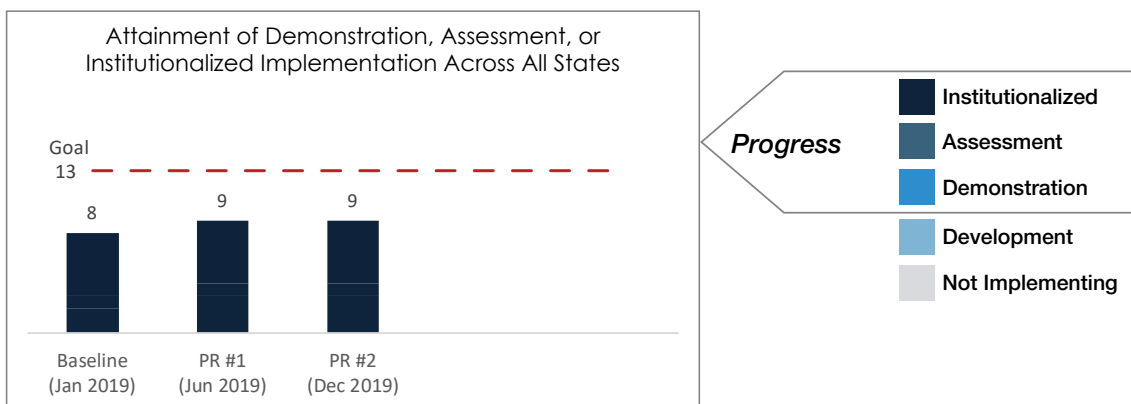 Attainment of Demonstration, Assessment, or
Institutionalized Implementation Across All States
Goal
13
8
9
9
Baseline
(Jan 2019)
PR #1
(Jun 2019)
PR #2
(Dec 2019)
Progress
Institutionalized
Assessment
Demonstration
Development
Not Implementing